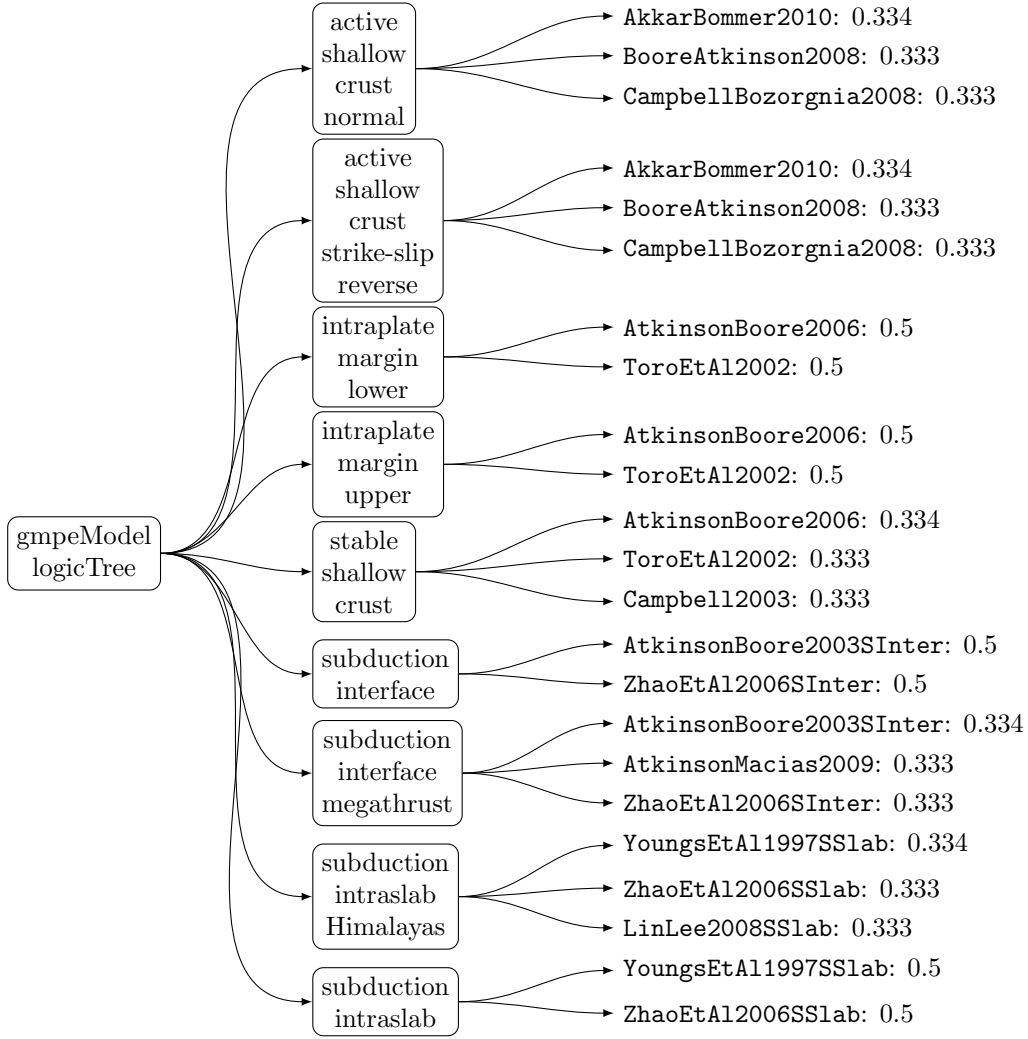 active
shallow
crust
normal
AkkarBommer2010: 0.334
BooreAtkinson2008: 0.333
CampbellBozorgnia2008: 0.333
active
shallow
crust
strike-slip
reverse
AkkarBommer2010: 0.334
BooreAtkinson2008: 0.333
CampbellBozorgnia2008: 0.333
intraplate
margin
lower
AtkinsonBoore2006: 0.5
ToroEtAl2002: 0.5
intraplate
margin
upper
AtkinsonBoore2006: 0.5
ToroEtAl2002: 0.5
gmpeModel
logicTree
stable
shallow
crust
AtkinsonBoore2006: 0.334
ToroEtAl2002: 0.333
Campbell2003: 0.333
subduction
interface
AtkinsonBoore2003SInter: 0.5
ZhaoEtAl2006SInter: 0.5
subduction
interface
megathrust
AtkinsonBoore2003SInter: 0.334
AtkinsonMacias2009: 0.333
ZhaoEtAl2006SInter: 0.333
subduction
intraslab
Himalayas
YoungsEtAl1997SSlab: 0.334
ZhaoEtAl2006SSlab: 0.333
LinLee2008SSlab: 0.333
subduction
intraslab
YoungsEtAl1997SSlab: 0.5
ZhaoEtAl2006SSlab: 0.5